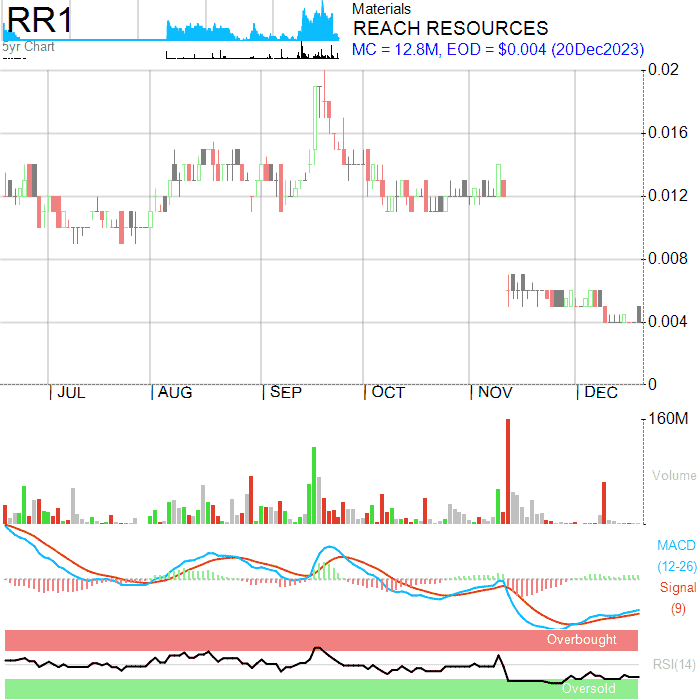 RR1
5yr Chart
Materials
REACH RESOURCES
MC = 12.8M, EOD = $0.004 (20Dec2023)
0.02
0.016
0.012
0.008
0.004
0
JUL AUG SEP OCT NOV DEC
160M
Volume
MACD
(12-26)
Signal
(9)
Overbought
RSI(14)
Oversold